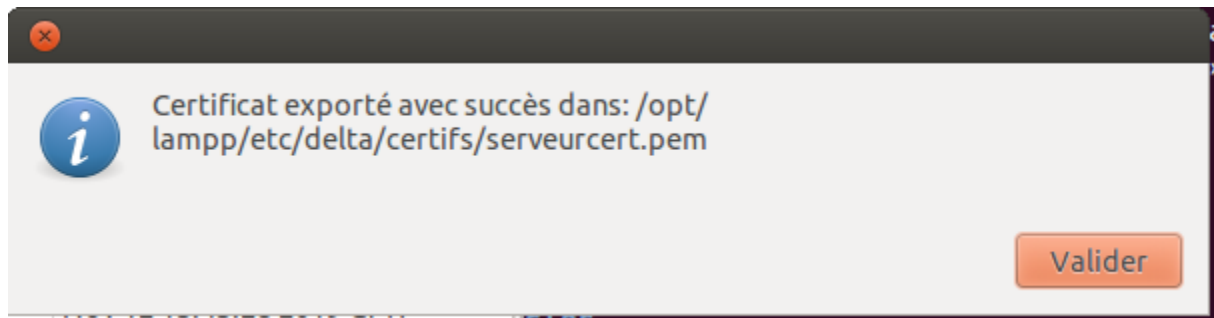 Certificat exporté avec succès dans: /opt/
lampp/etc/delta/certifs/serveurcert.pem
Valider